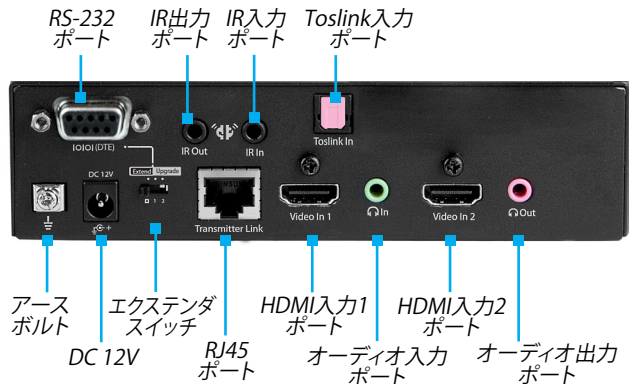 RS-232
ポート
IR出力
ポート
IR入力
ポート
Toslink入力
ポート
IOIOI(DTE)
IR Out
IR In
Toslink In
DC 12V
Extend Upgrade
1 2
Transmitter Link
Video In 1
In
Video In 2
Out
アース
ボルト
DC 12V
エクステンダ
スイッチ
RJ45
ポート
HDMI入力1
ポート
オーディオ入力
ポート
HDMI入力2
ポート
オーディオ出力
ポート